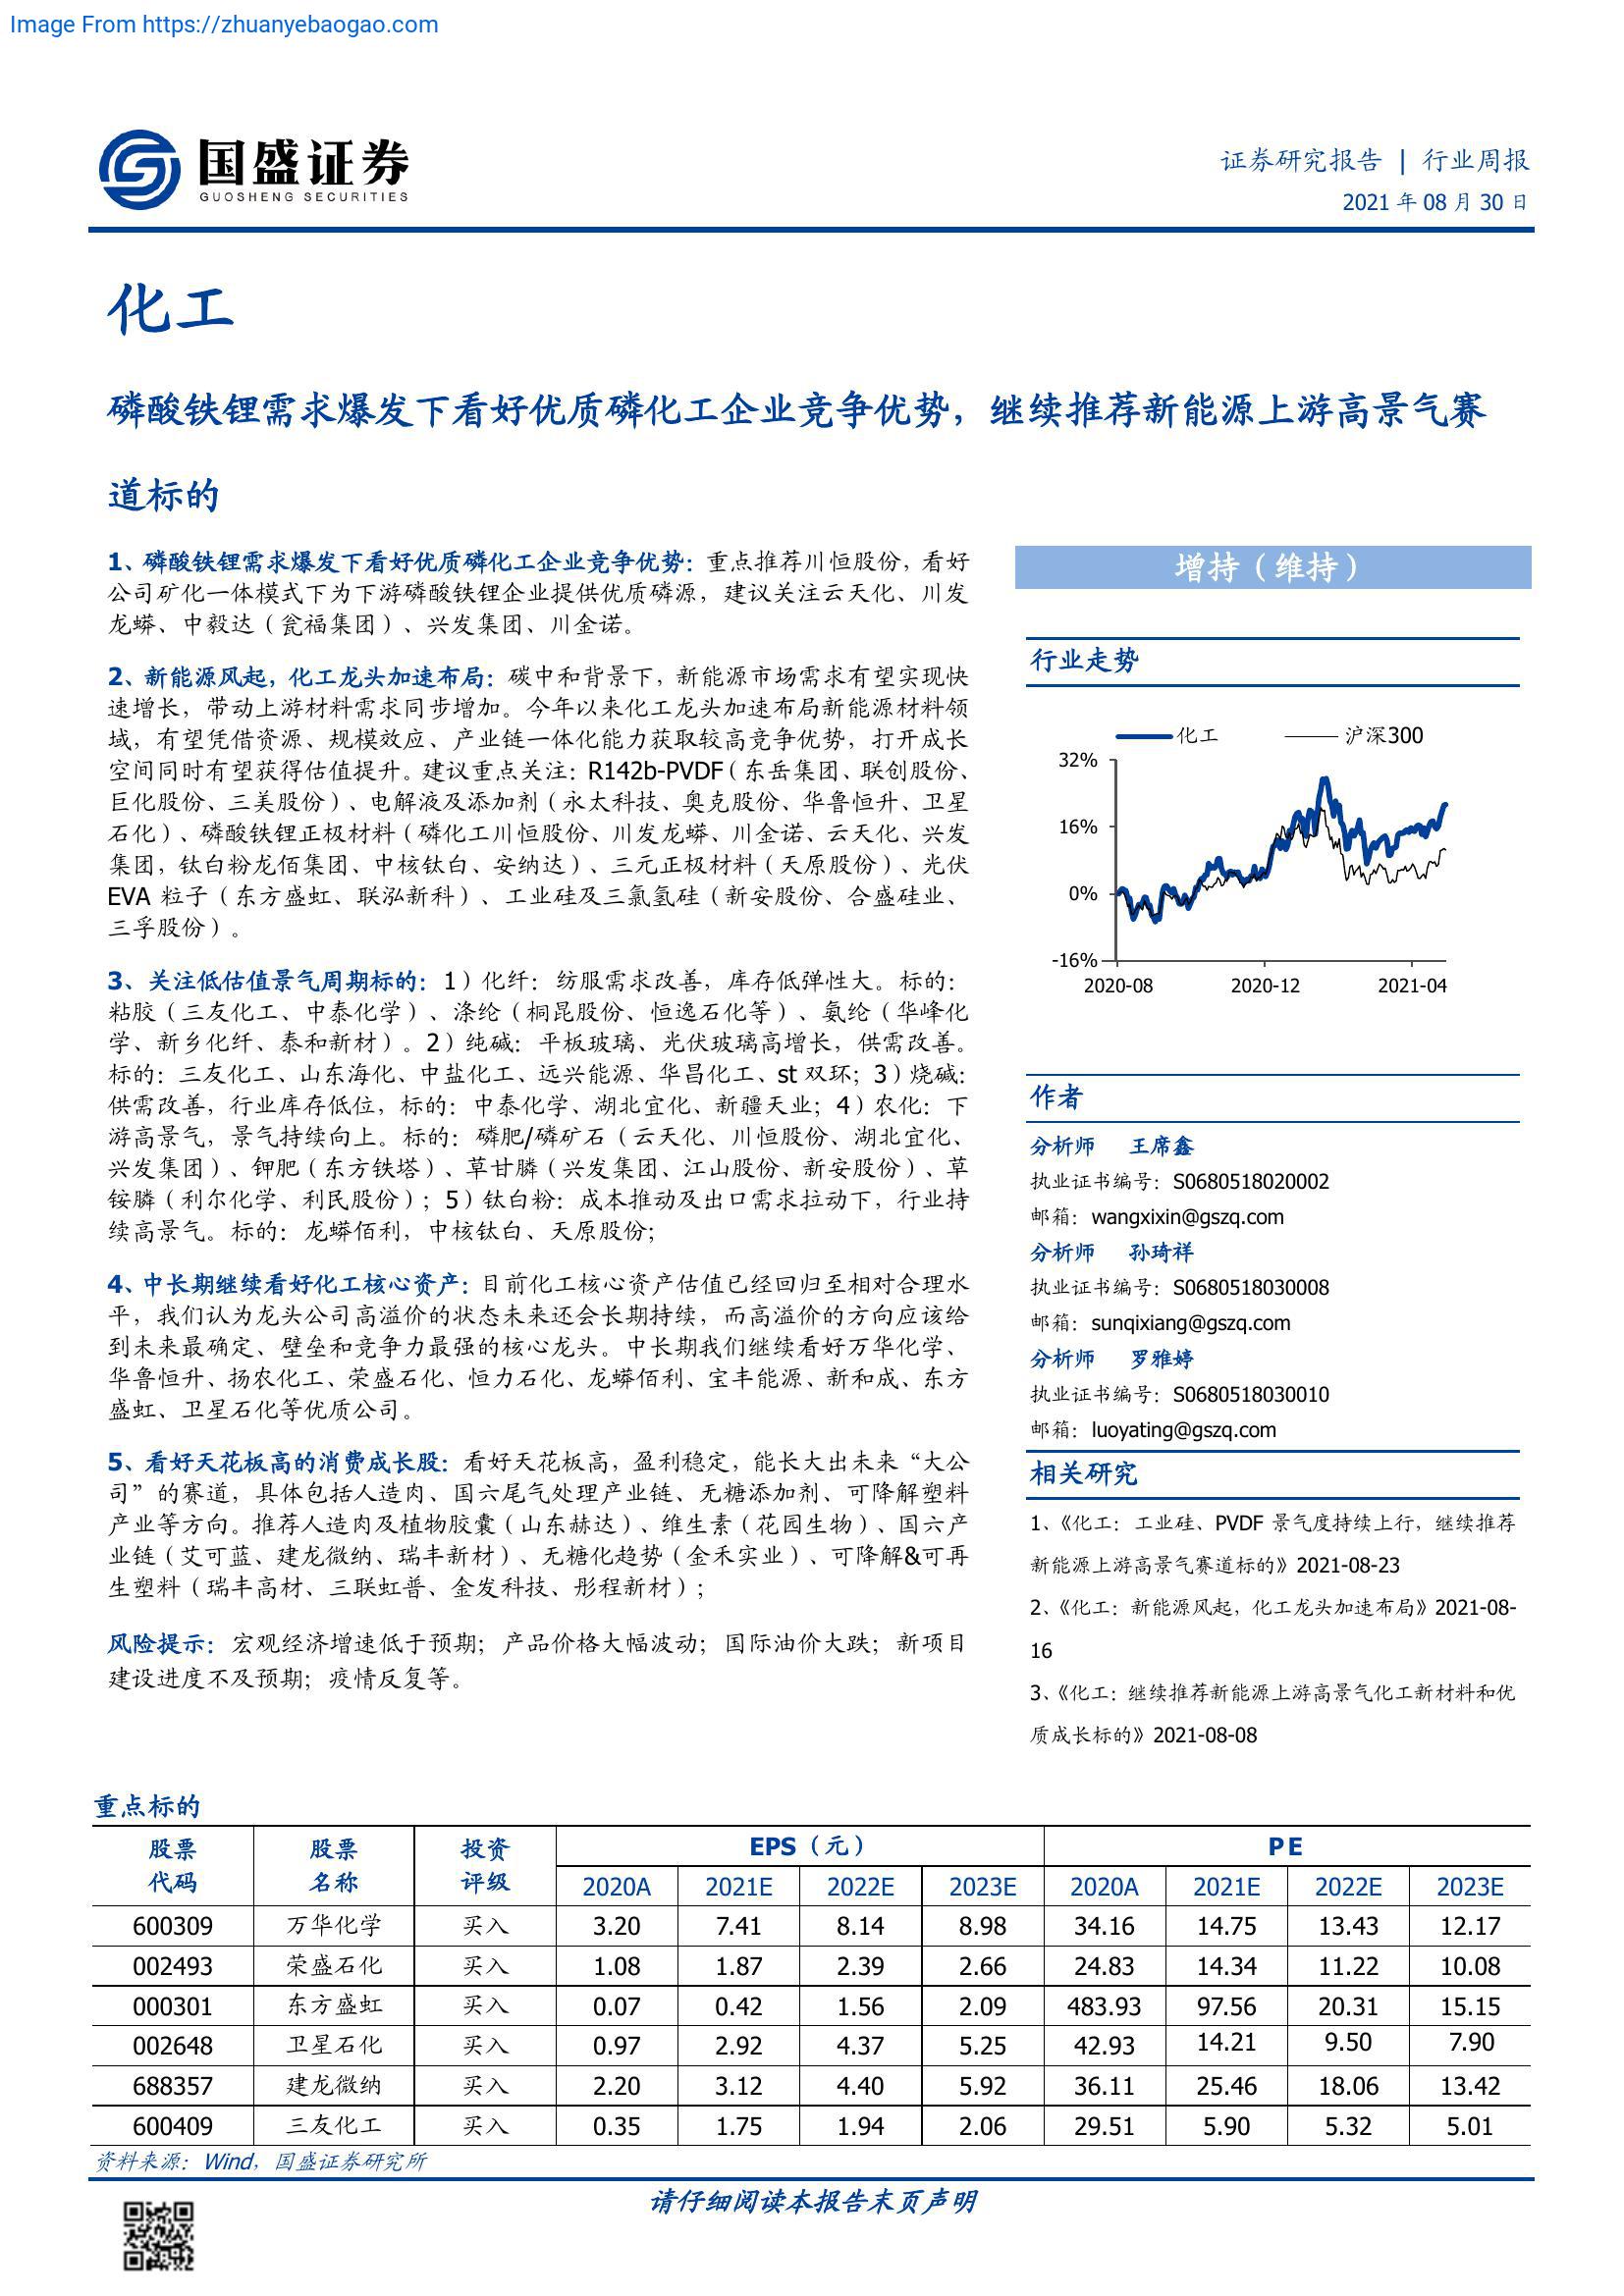 Image From https://zhuanyebaogao.com
国盛证券
GUOSHENG SECURITIES
证券研究报告 | 行业周报
2021 年 08 月 30 日
化工
磷酸铁锂需求爆发下看好优质磷化工企业竞争优势，继续推荐新能源上游高景气赛
道标的
1、磷酸铁锂需求爆发下看好优质磷化工企业竞争优势：重点推荐川恒股份，看好
公司矿化一体模式下为下游磷酸铁锂企业提供优质磷源，建议关注云天化、川发
龙蟒、中毅达（瓮福集团）、兴发集团、川金诺。
2、新能源风起，化工龙头加速布局：碳中和背景下，新能源市场需求有望实现快
速增长，带动上游材料需求同步增加。今年以来化工龙头加速布局新能源材料领
域，有望凭借资源、规模效应、产业链一体化能力获取较高竞争优势，打开成长
空间同时有望获得估值提升。建议重点关注：R142b-PVDF（东岳集团、联创股份、
巨化股份、三美股份）、电解液及添加剂（永太科技、奥克股份、华鲁恒升、卫星
石化）、磷酸铁锂正极材料（磷化工川恒股份、川发龙蟒、川金诺、云天化、兴发
集团，钛白粉龙佰集团、中核钛白、安纳达）、三元正极材料（天原股份）、光伏
EVA 粒子（东方盛虹、联泓新科）、工业硅及三氯氢硅（新安股份、合盛硅业、
三孚股份）。
3、关注低估值景气周期标的：1）化纤：纺服需求改善，库存低弹性大。标的：
粘胶（三友化工、中泰化学）、涤纶（桐昆股份、恒逸石化等）、氨纶（华峰化
学、新乡化纤、泰和新材）。2）纯碱：平板玻璃、光伏玻璃高增长，供需改善。
标的：三友化工、山东海化、中盐化工、远兴能源、华昌化工、st 双环；3）烧碱：
供需改善，行业库存低位，标的：中泰化学、湖北宜化、新疆天业；4）农化：下
游高景气，景气持续向上。标的：磷肥/磷矿石（云天化、川恒股份、湖北宜化、
兴发集团）、钾肥（东方铁塔）、草甘膦（兴发集团、江山股份、新安股份）、草
铵膦（利尔化学、利民股份）；5）钛白粉：成本推动及出口需求拉动下，行业持
续高景气。标的：龙蟒佰利，中核钛白、天原股份；
4、中长期继续看好化工核心资产：目前化工核心资产估值已经回归至相对合理水
平，我们认为龙头公司高溢价的状态未来还会长期持续，而高溢价的方向应该给
到未来最确定、壁垒和竞争力最强的核心龙头。中长期我们继续看好万华化学、
华鲁恒升、扬农化工、荣盛石化、恒力石化、龙蟒佰利、宝丰能源、新和成、东方
盛虹、卫星石化等优质公司。
5、看好天花板高的消费成长股：看好天花板高，盈利稳定，能长大出未来“大公
司”的赛道，具体包括人造肉、国六尾气处理产业链、无糖添加剂、可降解塑料
产业等方向。推荐人造肉及植物胶囊（山东赫达）、维生素（花园生物）、国六产
业链（艾可蓝、建龙微纳、瑞丰新材）、无糖化趋势（金禾实业）、可降解&可再
生塑料（瑞丰高材、三联虹普、金发科技、彤程新材）；
风险提示：宏观经济增速低于预期；产品价格大幅波动；国际油价大跌；新项目
建设进度不及预期；疫情反复等。
增持（维持）
行业走势
化工 沪深300
32%
16%
0%
-16%
2020-08 2020-12 2021-04
作者
分析师 王席鑫
执业证书编号：S0680518020002
邮箱：wangxixin@gszq.com
分析师 孙琦祥
执业证书编号：S0680518030008
邮箱：sunqixiang@gszq.com
分析师 罗雅婷
执业证书编号：S0680518030010
邮箱：luoyating@gszq.com
相关研究
1、《化工：工业硅、PVDF 景气度持续上行，继续推荐
新能源上游高景气赛道标的》2021-08-23
2、《化工：新能源风起，化工龙头加速布局》2021-08-
16
3、《化工：继续推荐新能源上游高景气化工新材料和优
质成长标的》2021-08-08
重点标的
股票 股票 投资 EPS（元） P E
代码 名称 评级 2020A 2021E 2022E 2023E 2020A 2021E 2022E 2023E
600309 万华化学 买入 3.20 7.41 8.14 8.98 34.16 14.75 13.43 12.17
002493 荣盛石化 买入 1.08 1.87 2.39 2.66 24.83 14.34 11.22 10.08
000301 东方盛虹 买入 0.07 0.42 1.56 2.09 483.93 97.56 20.31 15.15
002648 卫星石化 买入 0.97 2.92 4.37 5.25 42.93 14.21 9.50 7.90
688357 建龙微纳 买入 2.20 3.12 4.40 5.92 36.11 25.46 18.06 13.42
600409 三友化工 买入 0.35 1.75 1.94 2.06 29.51 5.90 5.32 5.01
资料来源：Wind，国盛证券研究所
请仔细阅读本报告末页声明